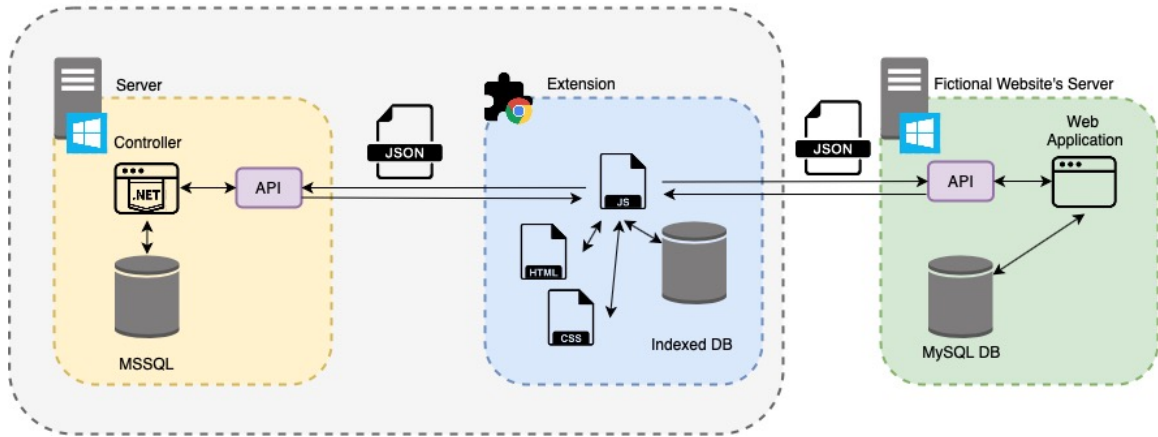 Server
Extension
Fictional Website's Server
Controller
JSON
JSON
Web
Application
.NET
API
JS
API
HTML
CSS
MSSQL
Indexed DB
MySQL DB